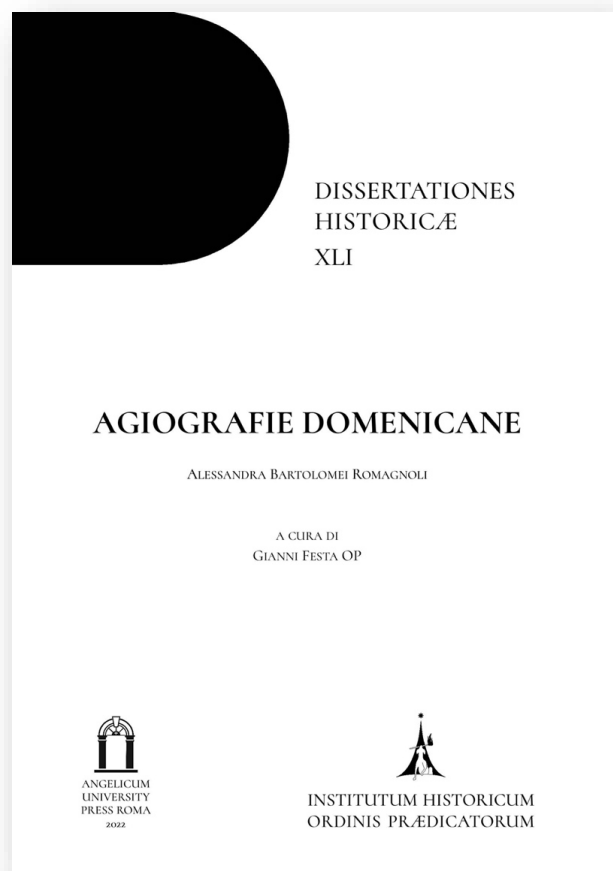 DISSERTATIONES
HISTORICÆ
XLI
AGIOGRAFIE DOMENICANE
ALESSANDRA BARTOLOMEI ROMAGNOLI
A CURA DI
GIANNI FESTA OP
ANGELICUM
UNIVERSITY
PRESS ROMA
2022
INSTITUTUM HISTORICUM
ORDINIS PRÆDICATORUM